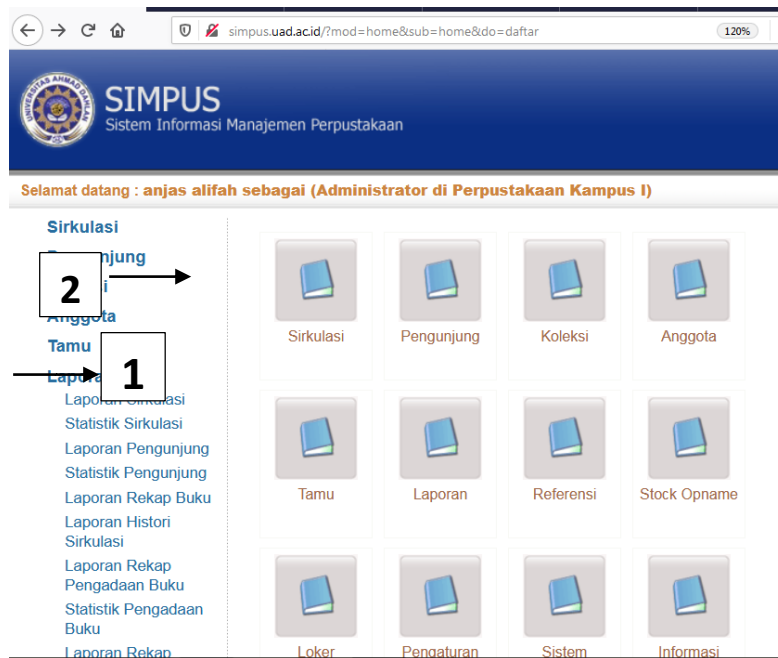 simpus.uad.ac.id/?mod=home&sub=home&do=daftar
120%
SIMPUS
Sistem Informasi Manajemen Perpustakaan
Selamat datang : anjas alifah sebagai (Administrator di Perpustakaan Kampus I)
Sirkulasi
njung
2
i
Anggota
Tamu
1
Lapora
Laporan Sirkulasi
Statistik Sirkulasi
Laporan Pengunjung
Statistik Pengunjung
Laporan Rekap Buku
Laporan Histori
Sirkulasi
Laporan Rekap
Pengadaan Buku
Statistik Pengadaan
Buku
Laporan Rekap
Sirkulasi
Pengunjung
Koleksi
Anggota
Tamu
Laporan
Referensi
Stock Opname
Loker
Pengaturan
Sistem
Informasi